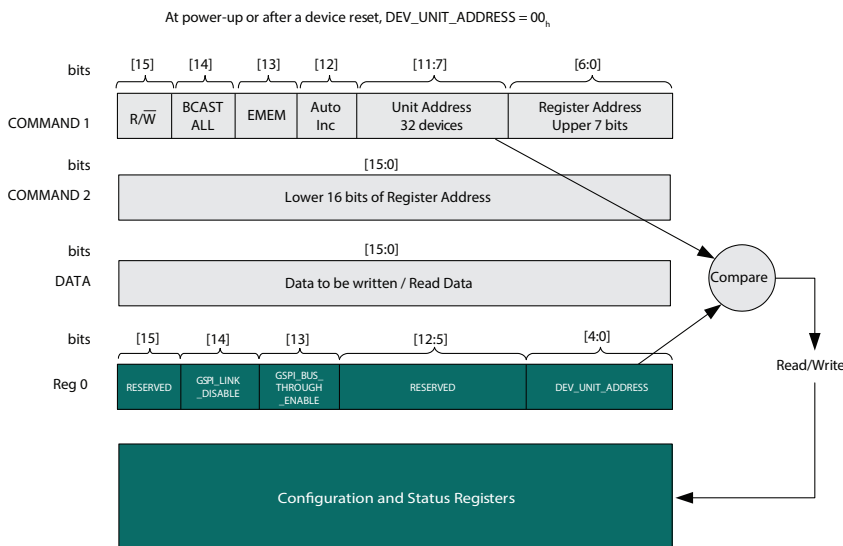 At power-up or after a device reset, DEV_UNIT_ADDRESS = 00h
bits [15] [14] [13] [12] [11:7] [6:0]
COMMAND 1
R/W
BCAST
ALL
EMEM
Auto
Inc
Unit Address
32 devices
Register Address
Upper 7 bits
bits [15:0]
COMMAND 2
Lower 16 bits of Register Address
bits [15:0]
DATA
Data to be written / Read Data
Compare
bits [15] [14] [13] [12:5] [4:0]
Read/Write
Reg 0
RESERVED
GSPI_LINK
_DISABLE
GSPI_BUS_
THROUGH
_ENABLE
RESERVED
DEV_UNIT_ADDRESS
Configuration and Status Registers